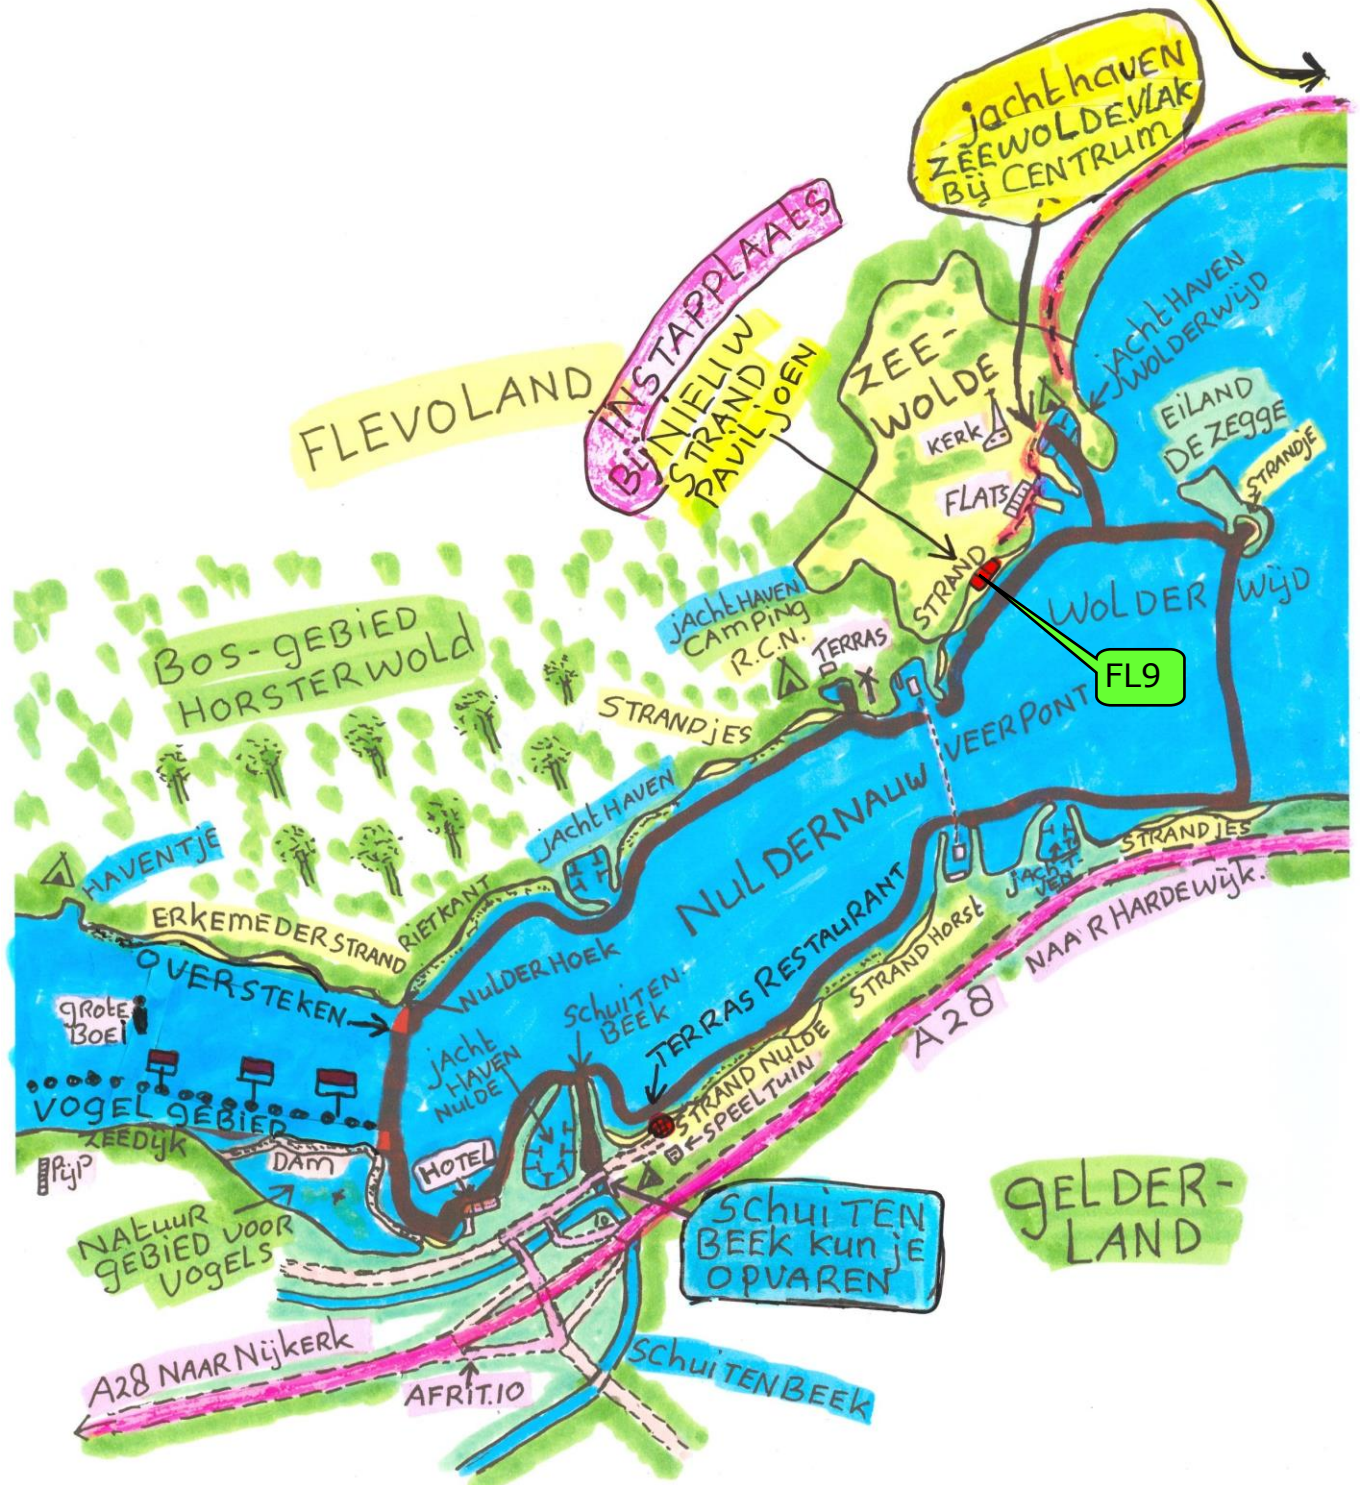 jachthaven
ZEEWOLDE.VLAK
Bij CENTRUM
INSTAPPLAATS
Bij NIEUW
STRAND
PAVILJOEN
FLEVOLAND
ZEE-
WOLDE
KERK
FLATS
jACHtHAVEN
WOLDERWijD
EiLAND
DE ZEGGE
STRANDjE
STRAND
WOLDER WijD
FL9
BOS-GEBiED
HORSTERWOLd
jACHtHAVEN
CAMPiNG
R.C.N.
TERRAS
STRANDjES
VEERPONT
jACHtHAVEN
NULDERNAUW
HAVENTjE
ERKEMEDERSTRAND
RIETKANT
OVERSTEKEN
NULDERHOEK
GROTE
BOEi
SCHUiTEN.
BEEK
jACHt
HAVEN
NULDE
TERRAS RESTAURANT
STRANDjES
STRAND HORSt
NAAR HARDEWijK.
A28
STRAND NULDE
SPEELTUiN
VOGEL GEBiED
ZEEDijK
PijP
DAM
HOTEL
NATUUR
GEBiED VOOR
VOGELS
SCHUiTEN
BEEK KUN jE
OPVAREN
GELDER-
LAND
A28 NAAR NijKERK
AFRiT.10
SCHUiTENBEEK